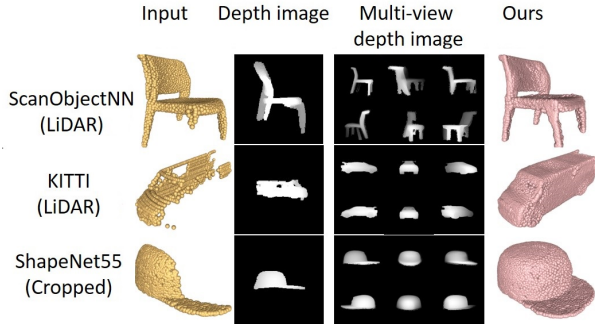 Input
Depth image
Multi-view
depth image
Ours
ScanObjectNN
(LiDAR)
KITTI
(LiDAR)
ShapeNet55
(Cropped)